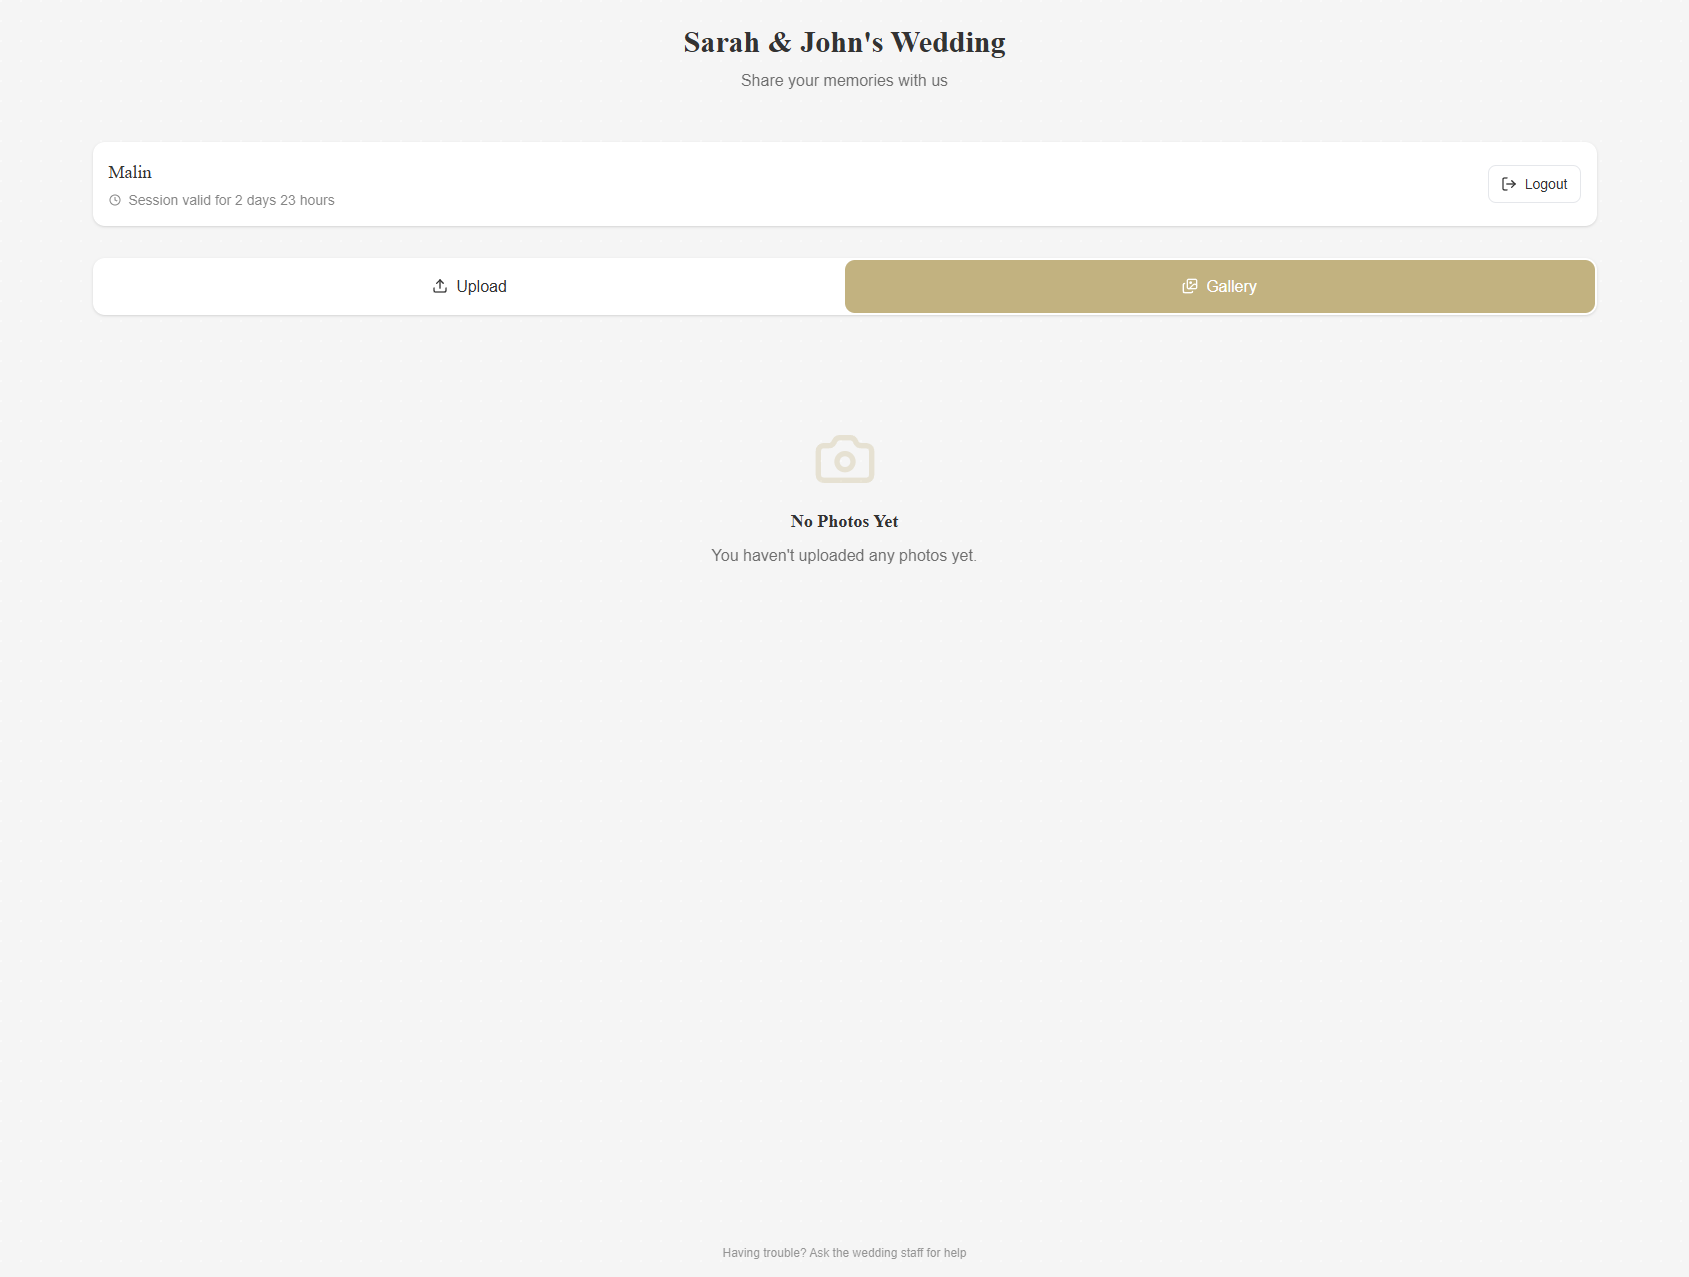 Sarah & John's Wedding
Share your memories with us
Malin
Session valid for 2 days 23 hours
Logout
Upload
Gallery
No Photos Yet
You haven't uploaded any photos yet.
Having trouble? Ask the wedding staff for help